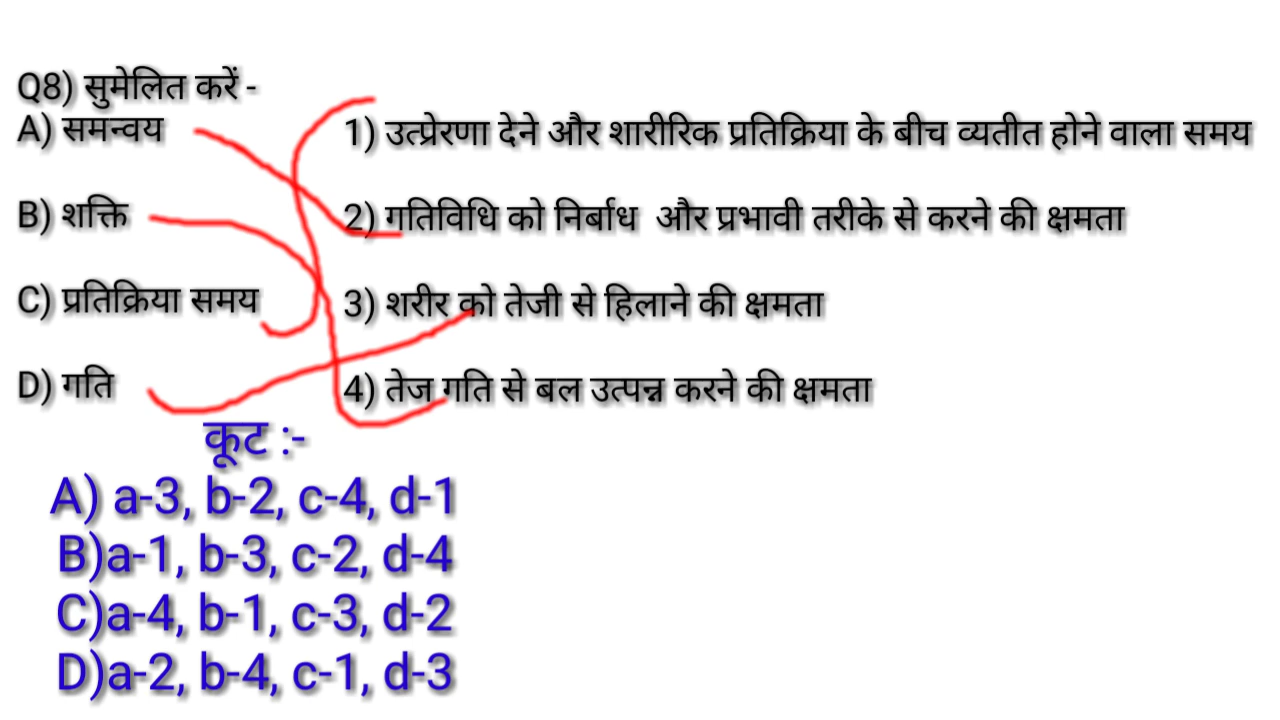 Q8) सुमेलित करें -
A) समन्वय 1) उत्प्रेरणा देने और शारीरिक प्रतिक्रिया के बीच व्यतीत होने वाला समय
B) शक्ति 2) गतिविधि को निर्बाध और प्रभावी तरीके से करने की क्षमता
C) प्रतिक्रिया समय 3) शरीर को तेजी से हिलाने की क्षमता
D) गति 4) तेज गति से बल उत्पन्न करने की क्षमता
कूट :-
A) a-3, b-2, c-4, d-1
B)a-1, b-3, c-2, d-4
C)a-4, b-1, c-3, d-2
D)a-2, b-4, c-1, d-3